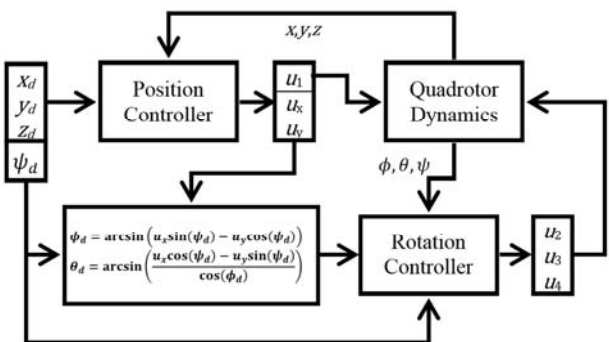 x,y,z
x_d
y_d
z_d
ψ_d
Position
Controller
u_1
u_x
u_y
Quadrotor
Dynamics
ϕ, θ, ψ
ψ_d = arcsin(u_x sin(ψ_d) − u_y cos(ψ_d))
θ_d = arcsin((u_x cos(ψ_d) − u_y sin(ψ_d))/cos(ϕ_d))
Rotation
Controller
u_2
u_3
u_4